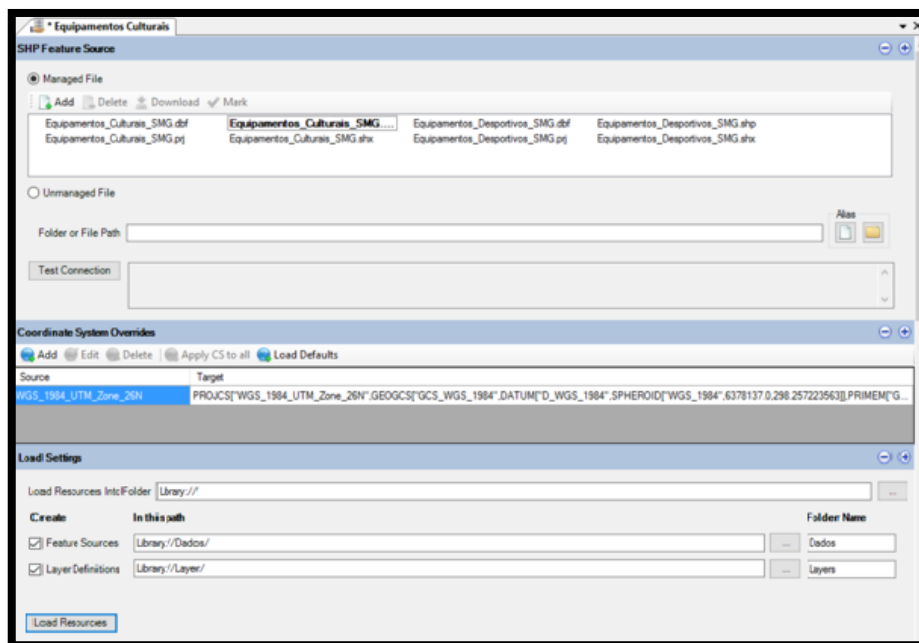 * Equipamentos Culturais
SHP Feature Source
Managed File
Add Delete Download Mark
Equipamentos_Culturais_SMG.dbf Equipamentos_Culturais_SMG.... Equipamentos_Desportivos_SMG.dbf Equipamentos_Desportivos_SMG.shp
Equipamentos_Culturais_SMG.prj Equipamentos_Culturais_SMG.shx Equipamentos_Desportivos_SMG.prj Equipamentos_Desportivos_SMG.shx
Unmanaged File
Alias
Folder or File Path
Test Connection
Coordinate System Overrides
Add Edit Delete Apply CS to all Load Defaults
Source Target
WGS_1984_UTM_Zone_26N PROJCS["WGS_1984_UTM_Zone_26N",GEOGCS["GCS_WGS_1984",DATUM["D_WGS_1984",SPHEROID["WGS_1984",6378137.0,298.257223563]],PRIMEM["G...
Load Settings
Load Resources Into Folder Library://
...
Create In this path Folder Name
Feature Sources Library://Dados/ ... Dados
Layer Definitions Library://Layer/ ... Layers
Load Resources